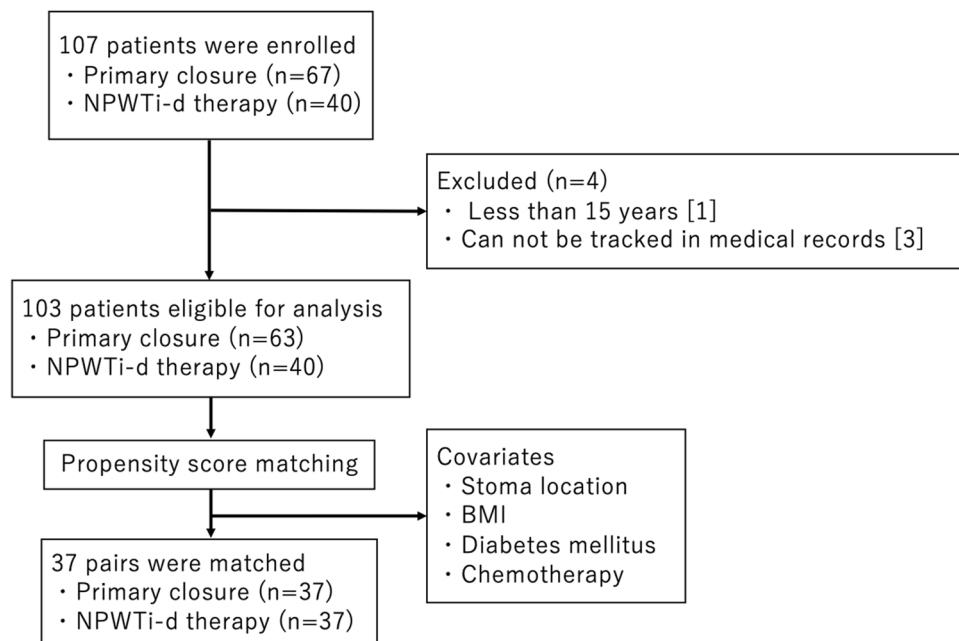 107 patients were enrolled
・Primary closure (n=67)
・NPWTi-d therapy (n=40)
Excluded (n=4)
・ Less than 15 years [1]
・Can not be tracked in medical records [3]
103 patients eligible for analysis
・Primary closure (n=63)
・NPWTi-d therapy (n=40)
Propensity score matching
Covariates
・Stoma location
・BMI
・Diabetes mellitus
・Chemotherapy
37 pairs were matched
・Primary closure (n=37)
・NPWTi-d therapy (n=37)